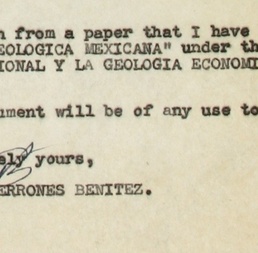 from a paper that I have
EOLOGICA MEXICANA" under th
IONAL Y LA GEOLOGIA ECONOMI
ument will be of any use to
ely yours,
ERRONES BENITEZ.